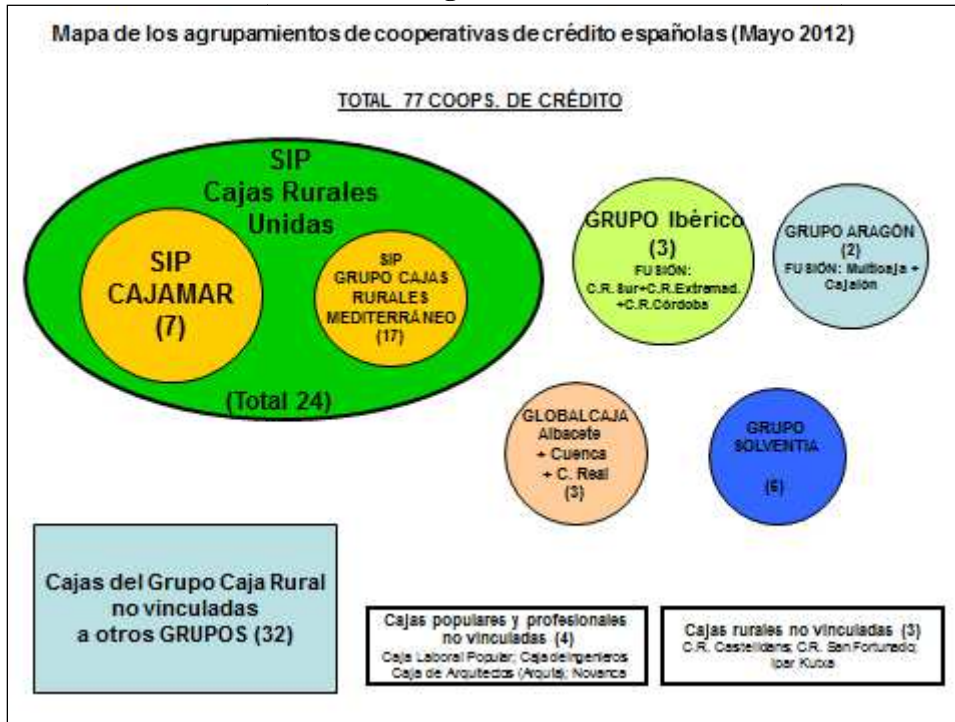 Mapa de los agrupamientos de cooperativas de crédito españolas (Mayo 2012)
TOTAL 77 COOPS. DE CRÉDITO
SIP
Cajas Rurales
Unidas
SIP
CAJAMAR
(7)
SIP
GRUPO CAJAS
RURALES
MEDITERRÁNEO
(17)
(Total 24)
GRUPO Ibérico
(3)
FUSIÓN:
C.R.Sur+C.R.Extremad.
+C.R.Córdoba
GRUPO ARAGÓN
(2)
FUSIÓN: Multicaja +
Cajalón
GLOBALCAJA
Albacete
+ Cuenca
+ C. Real
(3)
GRUPO
SOLVENTIA
(6)
Cajas del Grupo Caja Rural
no vinculadas
a otros GRUPOS (32)
Cajas populares y profesionales
no vinculadas (4)
Caja Laboral Popular; Caja de Ingenieros
Caja de Arquitectos (Arquia); Novanca
Cajas rurales no vinculadas (3)
C.R. Castelldans; C.R. San Fortunado;
Ipar Kutxa